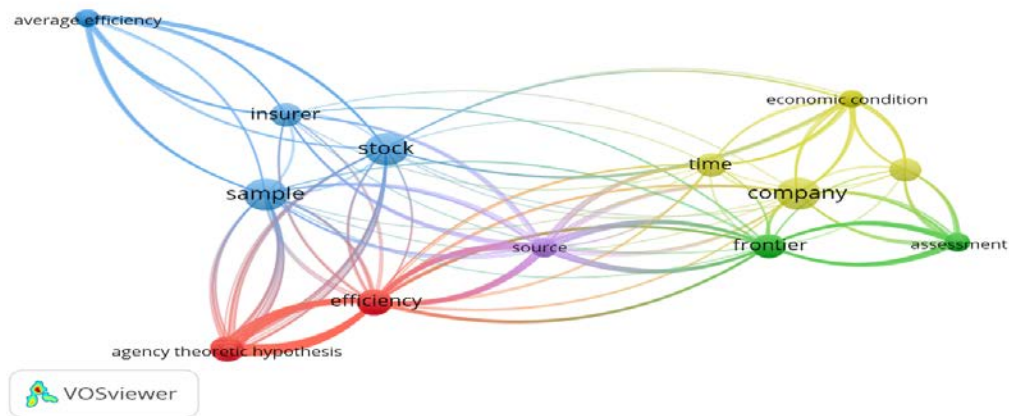 average efficiency
economic condition
insurer
stock
time
sample
company
source
frontier
assessment
efficiency
agency theoretic hypothesis
VOSviewer